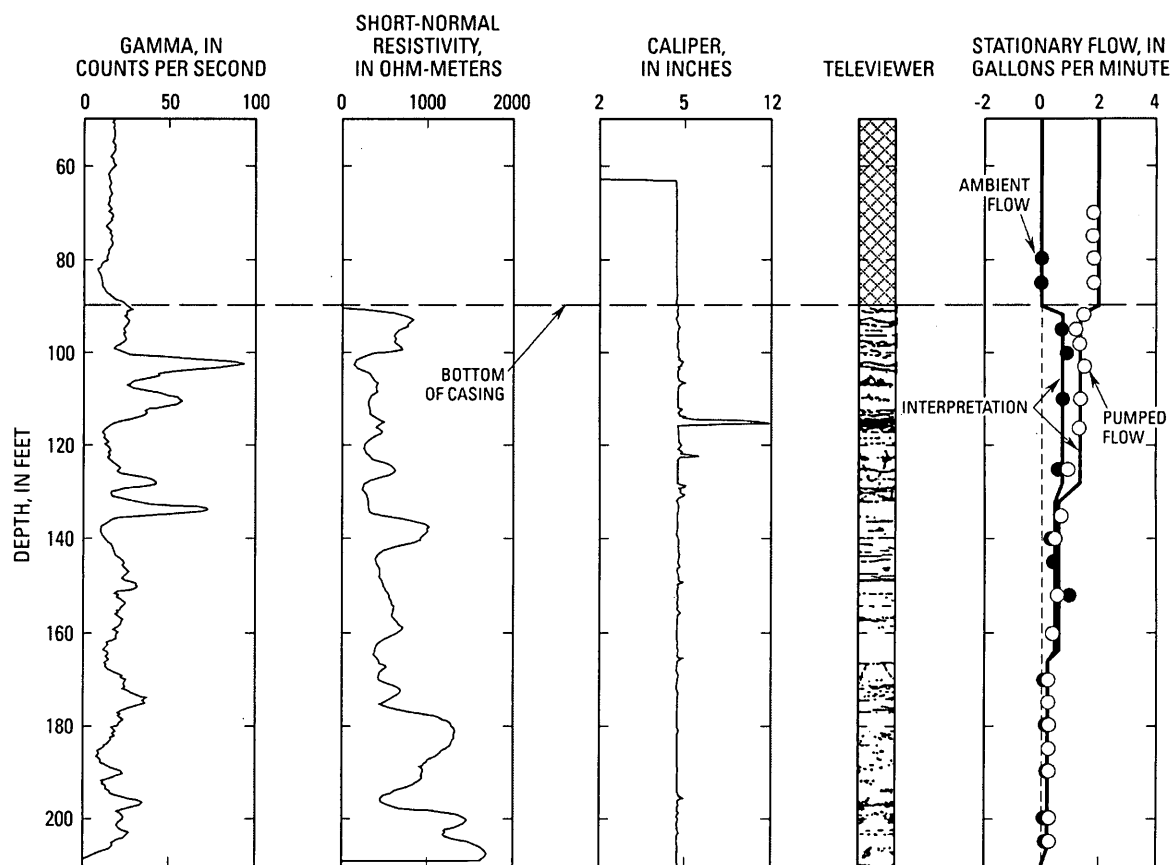 GAMMA, IN
COUNTS PER SECOND
SHORT-NORMAL
RESISTIVITY,
IN OHM-METERS
CALIPER,
IN INCHES
TELEVIEWER
STATIONARY FLOW, IN
GALLONS PER MINUTE
0 50 100
0 1000 2000
2 5 12
-2 0 2 4
DEPTH, IN FEET
60
80
100
120
140
160
180
200
BOTTOM
OF CASING
AMBIENT
FLOW
INTERPRETATION
PUMPED
FLOW